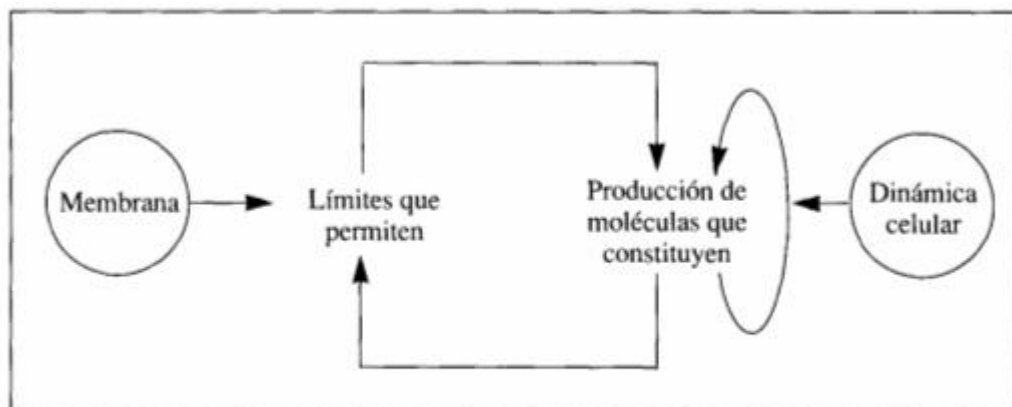 Membrana
Límites que
permiten
Producción de
moléculas que
constituyen
Dinámica
celular